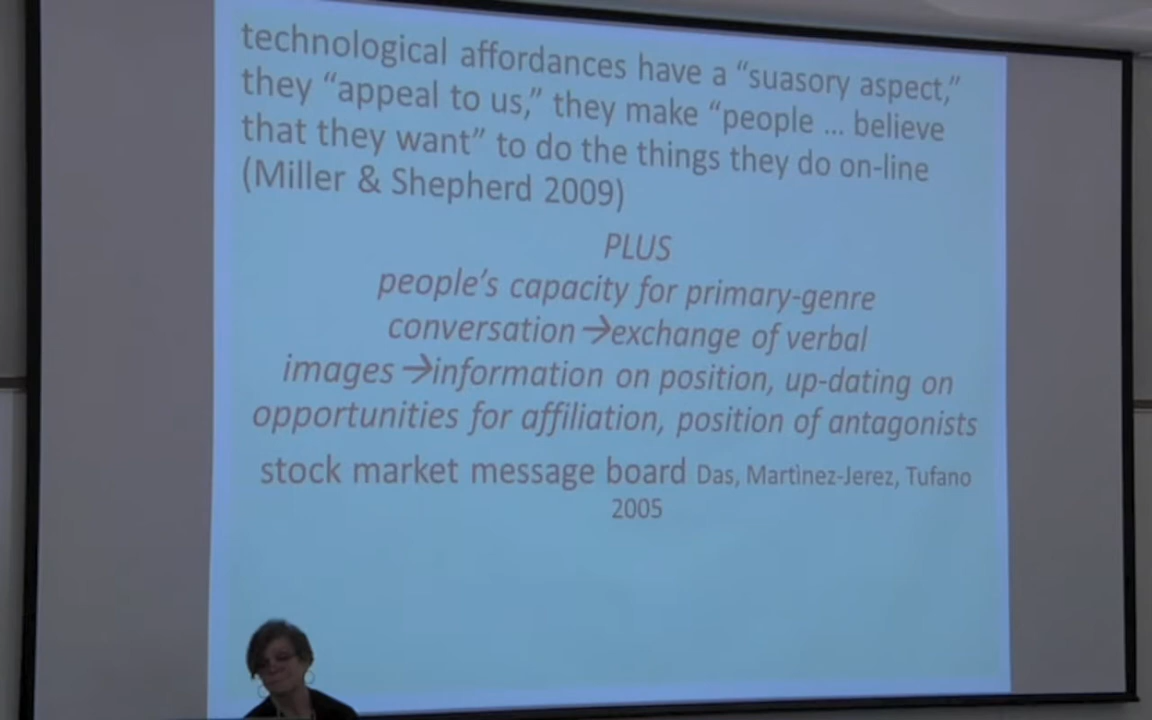 technological affordances have a “suasory aspect,”
they “appeal to us,” they make “people ... believe
that they want” to do the things they do on-line
(Miller & Shepherd 2009)
PLUS
people’s capacity for primary-genre
conversation →exchange of verbal
images →information on position, up-dating on
opportunities for affiliation, position of antagonists
stock market message board Das, Martinez-Jerez, Tufano
2005